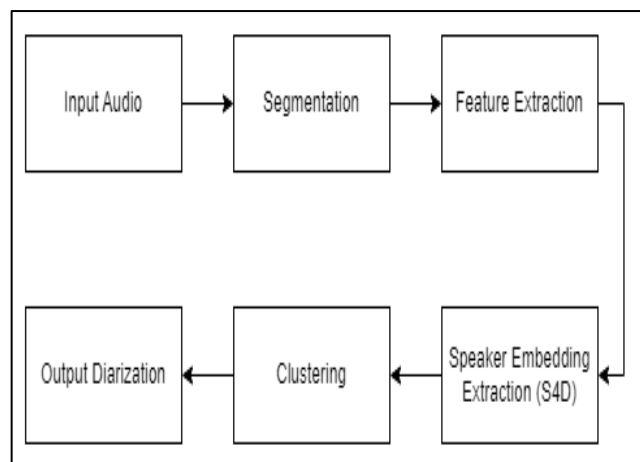 Input Audio
Segmentation
Feature Extraction
Speaker Embedding
Extraction (S4D)
Clustering
Output Diarization